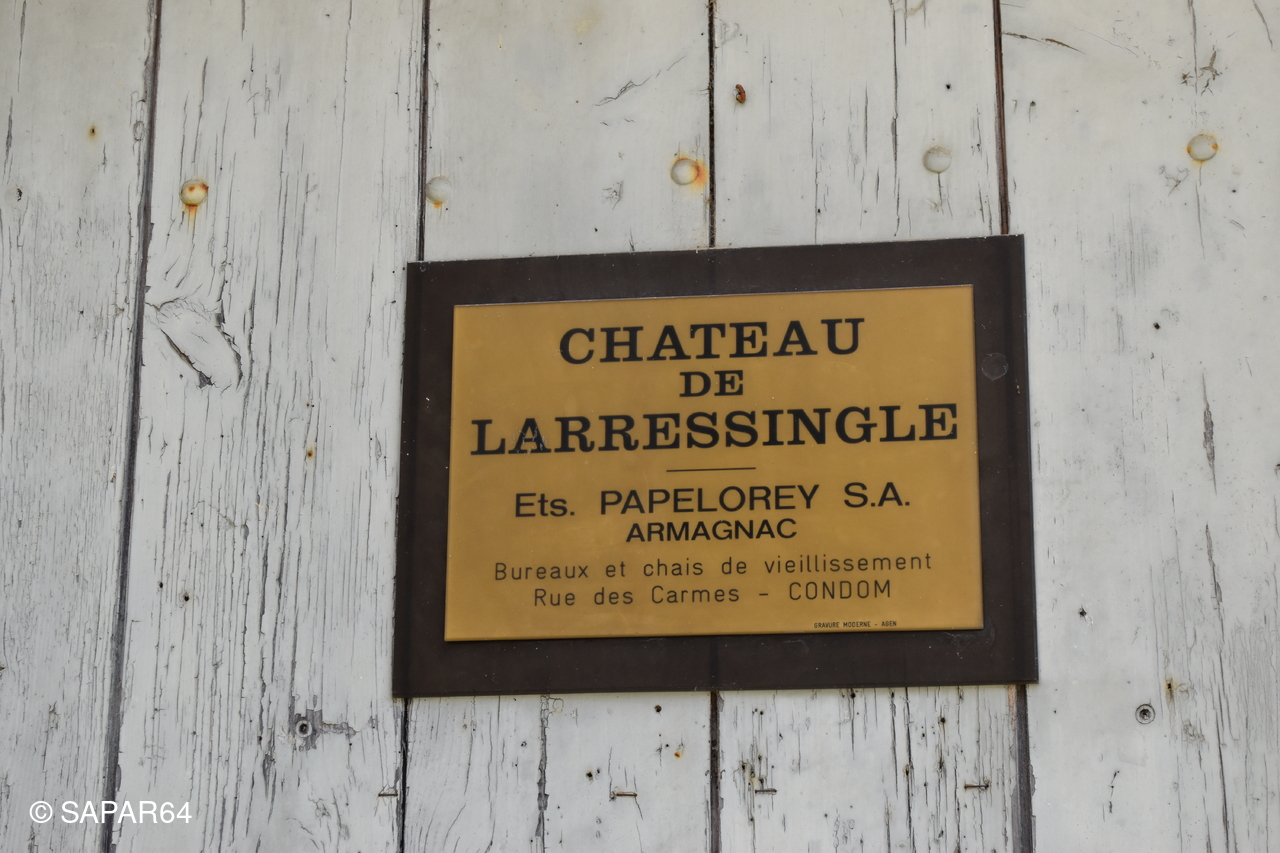 CHATEAU
DE
LARRESSINGLE
Ets. PAPELOREY S.A.
ARMAGNAC
Bureaux et chais de vieillissement
Rue des Carmes - CONDOM
GRAVURE MODERNE - AGEN
© SAPAR64